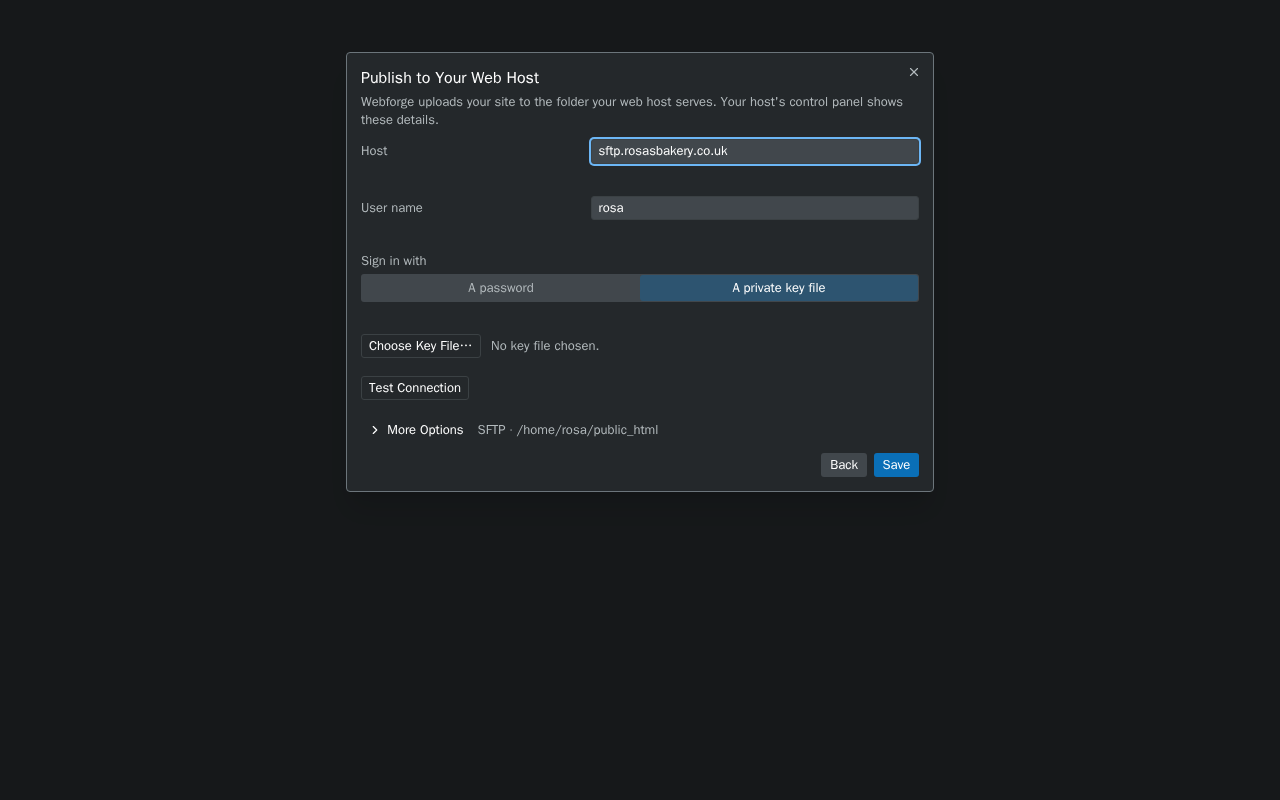 Publish to Your Web Host
Webforge uploads your site to the folder your web host serves. Your host's control panel shows
these details.
Host
sftp.rosasbakery.co.uk
User name
rosa
Sign in with
A password
A private key file
Choose Key File…
No key file chosen.
Test Connection
More Options
SFTP · /home/rosa/public_html
Back
Save